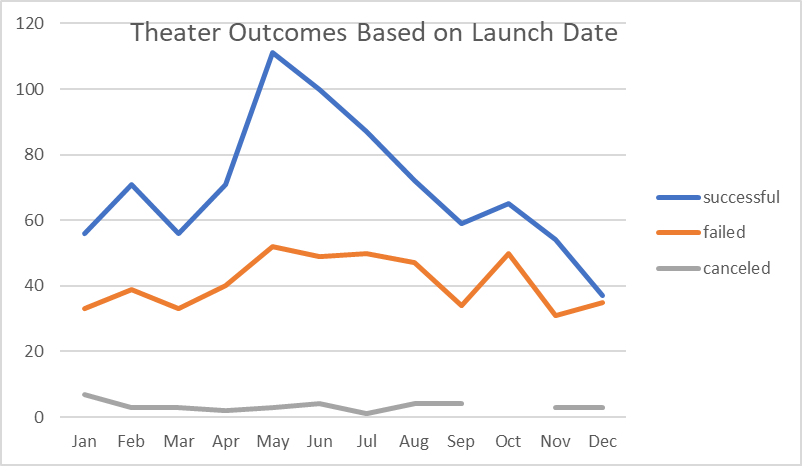 Theater Outcomes Based on Launch Date
120
100
80
60
40
20
0
Jan Feb Mar Apr May Jun Jul Aug Sep Oct Nov Dec
successful
failed
canceled